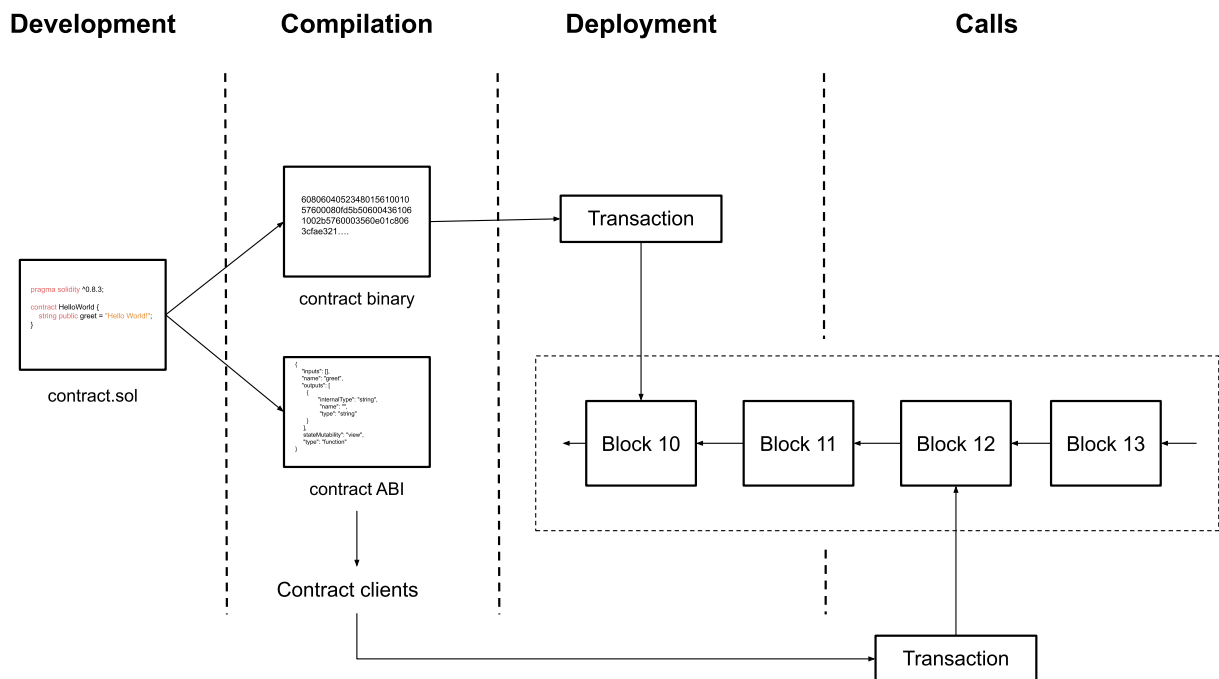 Development
Compilation
Deployment
Calls
pragma solidity ^0.8.3;
contract HelloWorld {
string public greet = "Hello World!";
}
contract.sol
6080604052348015610010
57600080fd5b50600436106
1002b5760003560e01c806
3cfae321....
contract binary
{
"inputs": [],
"name": "greet",
"outputs": [
{
"internalType": "string",
"name": "",
"type": "string"
}
],
stateMutability": "view",
"type": "function"
}
contract ABI
Contract clients
Transaction
Block 10
Block 11
Block 12
Block 13
Transaction